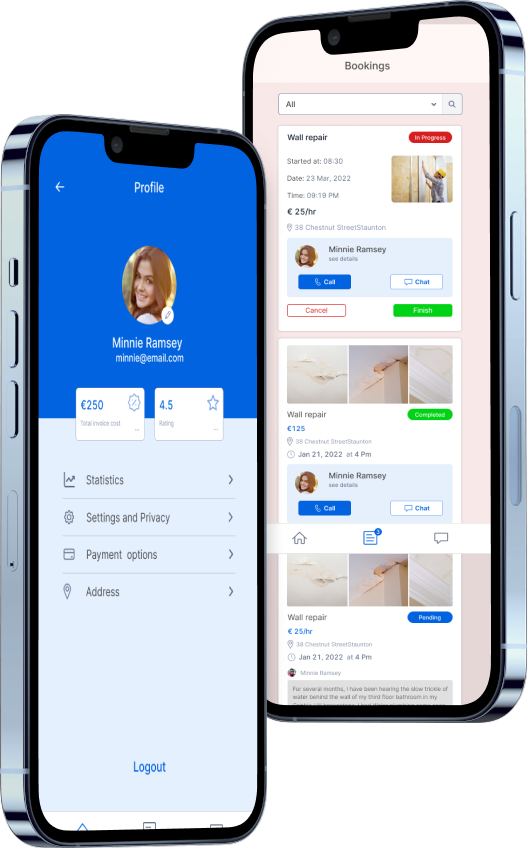 Profile
Minnie Ramsey
minnie@email.com
€250
Total invoice cost
...
4.5
Rating
...
Statistics
Settings and Privacy
Payment options
Address
Logout
Bookings
All
Wall repair
In Progress
Started at: 08:30
Date: 23 Mar, 2022
Time: 09:19 PM
€ 25/hr
38 Chestnut StreetStaunton
Minnie Ramsey
see details
Call
Chat
Cancel
Finish
Wall repair
Completed
€125
38 Chestnut StreetStaunton
Jan 21, 2022 at 4 Pm
Minnie Ramsey
see details
Call
Chat
Wall repair
Pending
€ 25/hr
38 Chestnut StreetStaunton
Jan 21, 2022 at 4 Pm
Minnie Ramsey
For several months, I have been hearing the slow trickle of
water behind the wall of my third floor bathroom in my